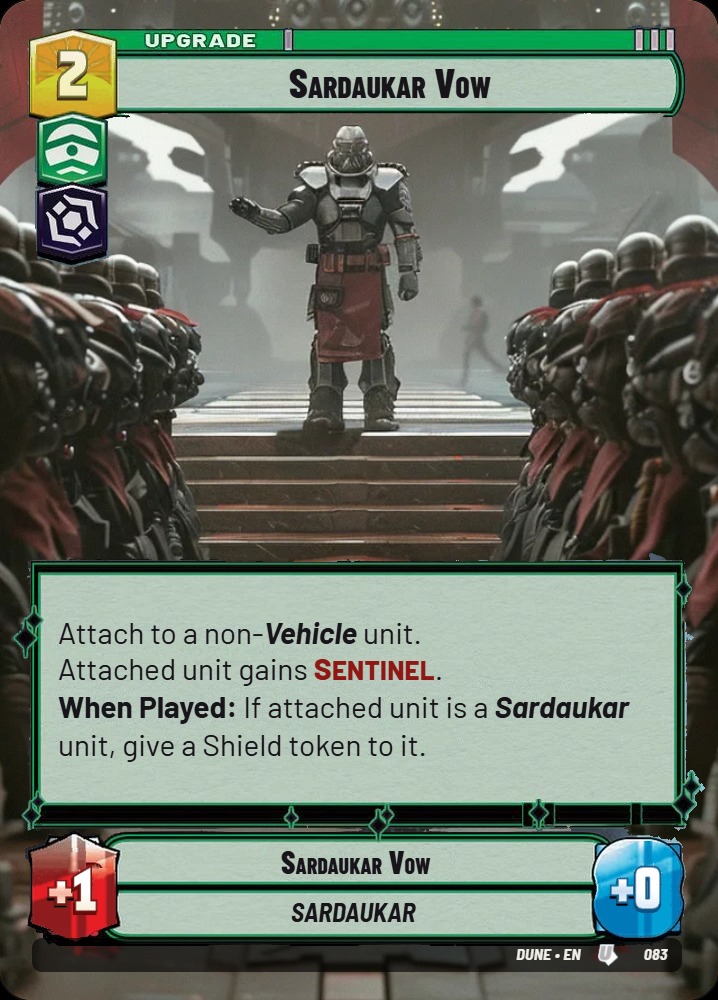 UPGRADE
2
Sardaukar Vow
Attach to a non-Vehicle unit.
Attached unit gains SENTINEL.
When Played: If attached unit is a Sardaukar
unit, give a Shield token to it.
Sardaukar Vow
+1
+0
SARDAUKAR
DUNE • EN U 083